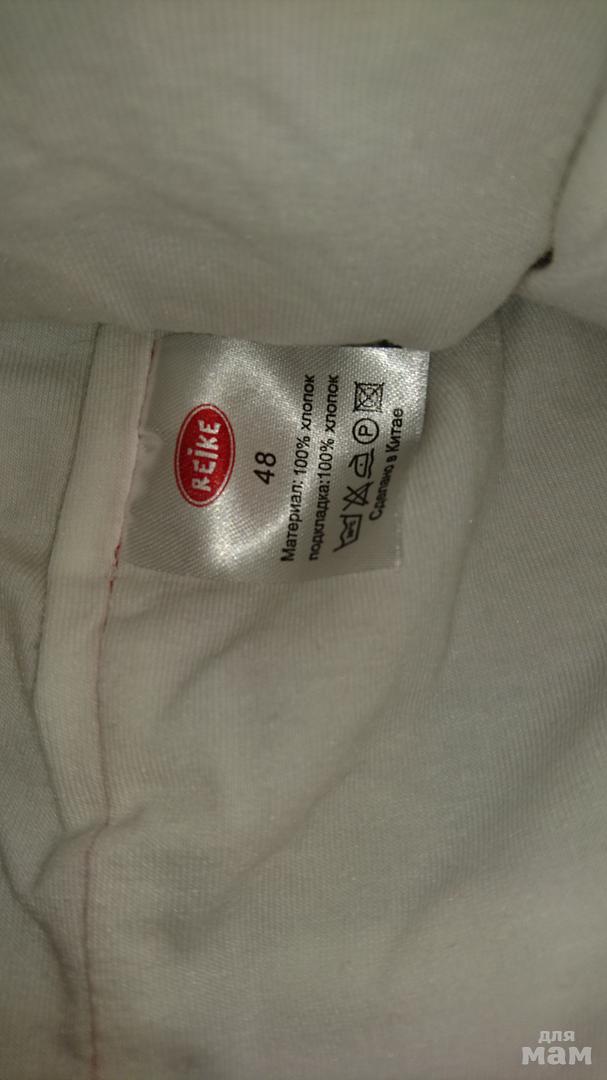 REiKE
48
Материал: 100% хлопок
подкладка:100% хлопок
P
Сделано в Китае
для
мам